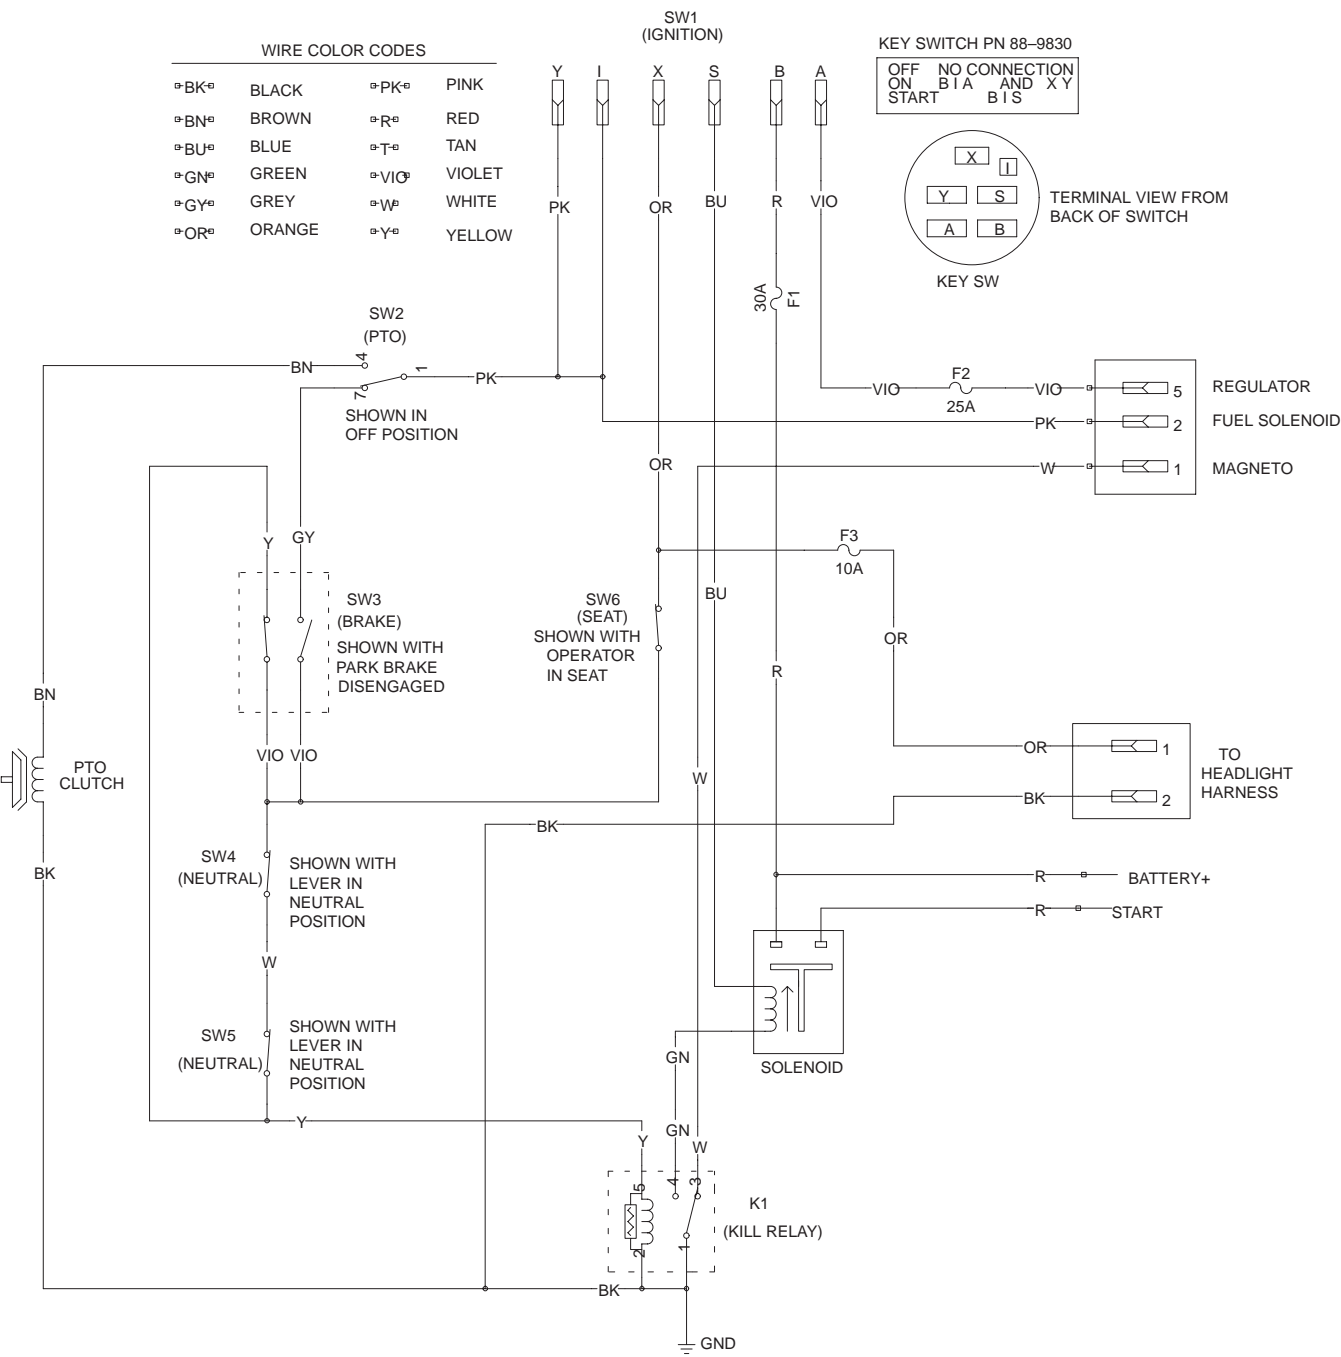 SW1
(IGNITION)
WIRE COLOR CODES
BK BLACK PK PINK
BN BROWN R RED
BU BLUE T TAN
GN GREEN VIO VIOLET
GY GREY W WHITE
OR ORANGE Y YELLOW
Y I X S B A
KEY SWITCH PN 88–9830
OFF NO CONNECTION
ON B I A AND X Y
START B I S
X
I
Y S
A B
TERMINAL VIEW FROM
BACK OF SWITCH
KEY SW
PK OR BU R VIO
30A
F1
SW2
(PTO)
4
1
7
BN
PK
SHOWN IN
OFF POSITION
VIO
F2
25A
VIO
5
REGULATOR
PK
2
FUEL SOLENOID
OR
W
1
MAGNETO
Y
GY
F3
10A
SW3
(BRAKE)
SHOWN WITH
PARK BRAKE
DISENGAGED
SW6
(SEAT)
SHOWN WITH
OPERATOR
IN SEAT
BU
OR
R
BN
VIO VIO
W
PTO
CLUTCH
OR
1
BK
2
TO
HEADLIGHT
HARNESS
BK
BK
SW4
(NEUTRAL)
SHOWN WITH
LEVER IN
NEUTRAL
POSITION
R
BATTERY+
R
START
W
SW5
(NEUTRAL)
SHOWN WITH
LEVER IN
NEUTRAL
POSITION
SOLENOID
GN
GN
Y
Y
W
5
4
3
2
1
K1
(KILL RELAY)
BK
GND